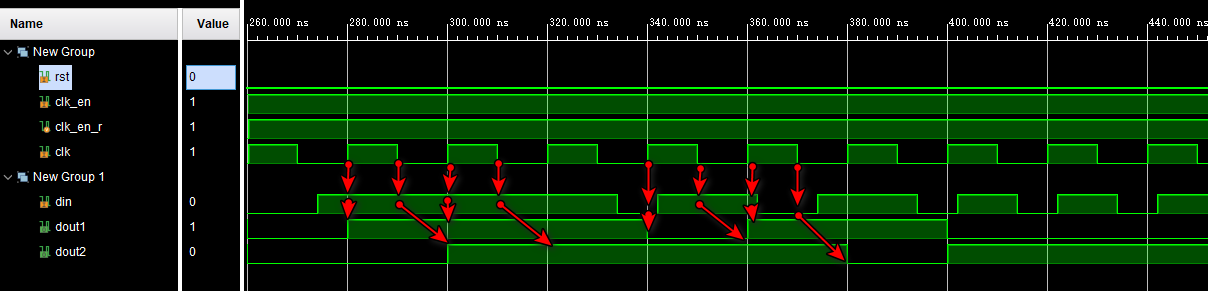 Name Value 260.000 ns 280.000 ns 300.000 ns 320.000 ns 340.000 ns 360.000 ns 380.000 ns 400.000 ns 420.000 ns 440.000 ns
New Group
rst 0
clk_en 1
clk_en_r 1
clk 1
New Group 1
din 0
dout1 1
dout2 0